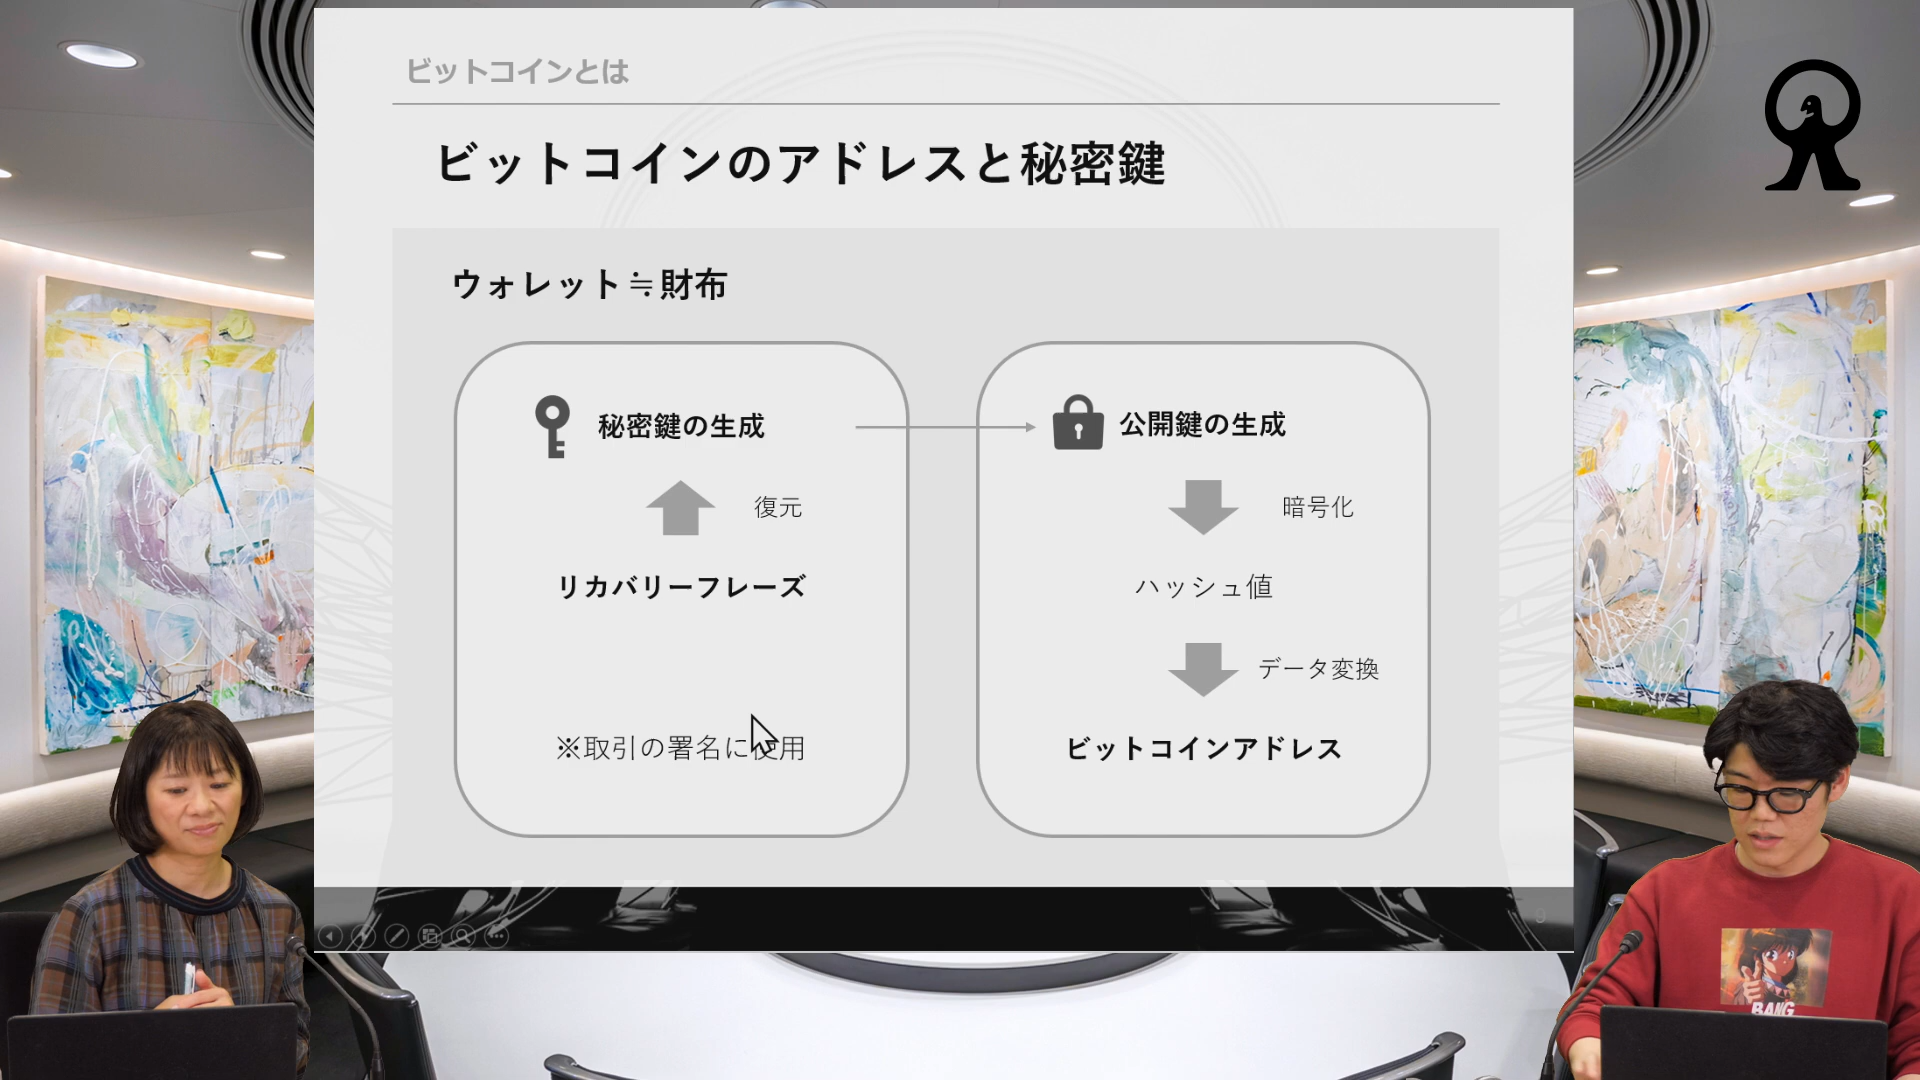 ビットコインとは
ビットコインのアドレスと秘密鍵
ウォレット≒財布
秘密鍵の生成
復元
リカバリーフレーズ
※取引の署名に使用
公開鍵の生成
暗号化
ハッシュ値
データ変換
ビットコインアドレス
9
BANG